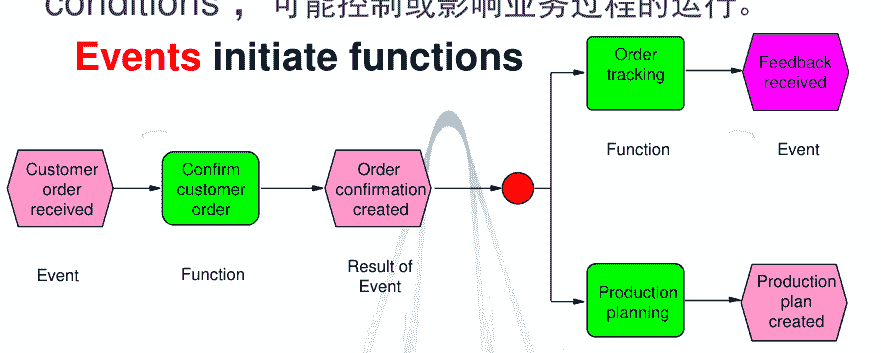 conditions ，可能控制或影响业务过程的运行。
Events initiate functions
Order
tracking
Feedback
received
Function
Event
Customer
order
received
Confirm
customer
order
Order
confirmation
created
Event
Function
Result of
Event
Production
planning
Production
plan
created